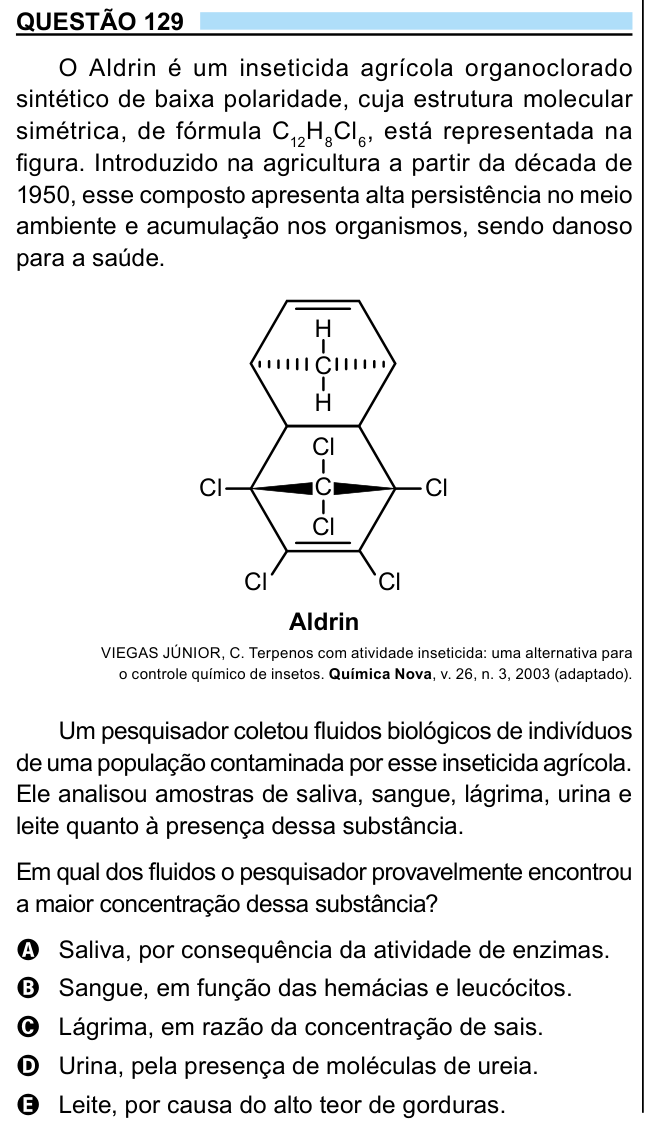 QUESTÃO 129
O Aldrin é um inseticida agrícola organoclorado
sintético de baixa polaridade, cuja estrutura molecular
simétrica, de fórmula C₁₂H₈Cl₆, está representada na
figura. Introduzido na agricultura a partir da década de
1950, esse composto apresenta alta persistência no meio
ambiente e acumulação nos organismos, sendo danoso
para a saúde.
H
C
H
Cl
Cl C Cl
Cl
Cl Cl
Aldrin
VIEGAS JÚNIOR, C. Terpenos com atividade inseticida: uma alternativa para
o controle químico de insetos. Química Nova, v. 26, n. 3, 2003 (adaptado).
Um pesquisador coletou fluidos biológicos de indivíduos
de uma população contaminada por esse inseticida agrícola.
Ele analisou amostras de saliva, sangue, lágrima, urina e
leite quanto à presença dessa substância.
Em qual dos fluidos o pesquisador provavelmente encontrou
a maior concentração dessa substância?
A Saliva, por consequência da atividade de enzimas.
B Sangue, em função das hemácias e leucócitos.
C Lágrima, em razão da concentração de sais.
D Urina, pela presença de moléculas de ureia.
E Leite, por causa do alto teor de gorduras.